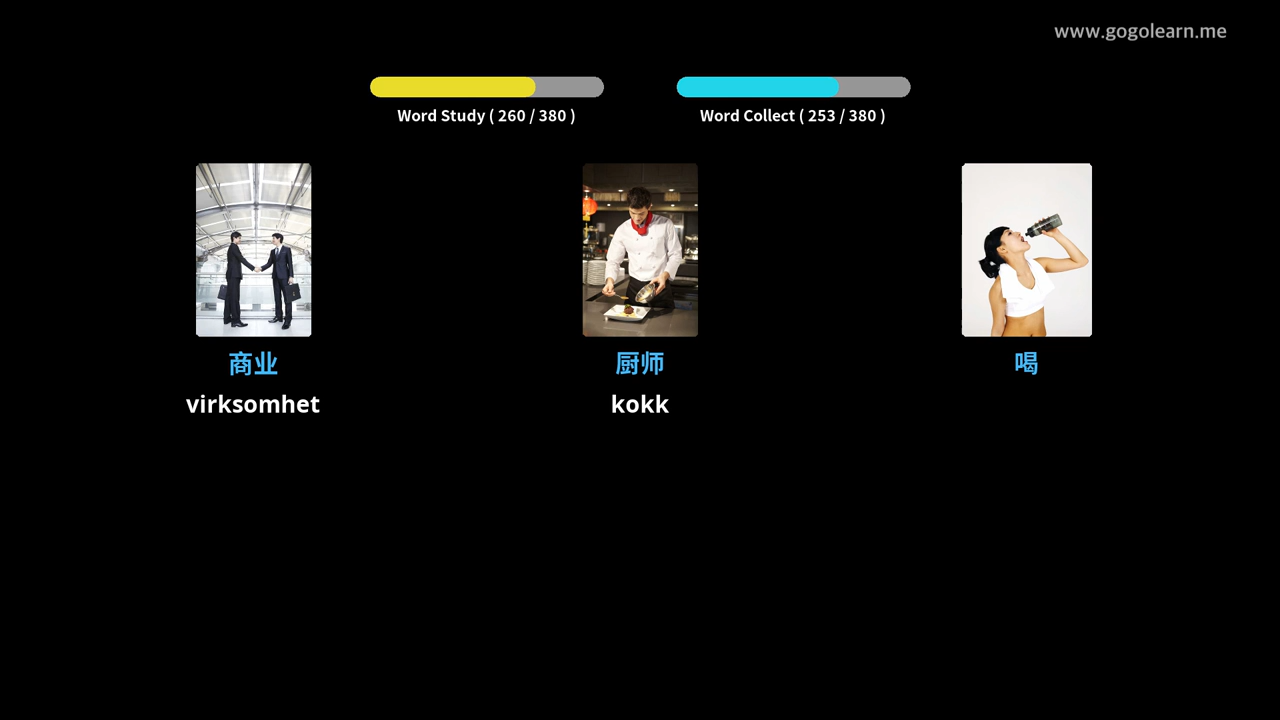 www.gogolearn.me
Word Study ( 260 / 380 )
Word Collect ( 253 / 380 )
商业
厨师
喝
virksomhet
kokk